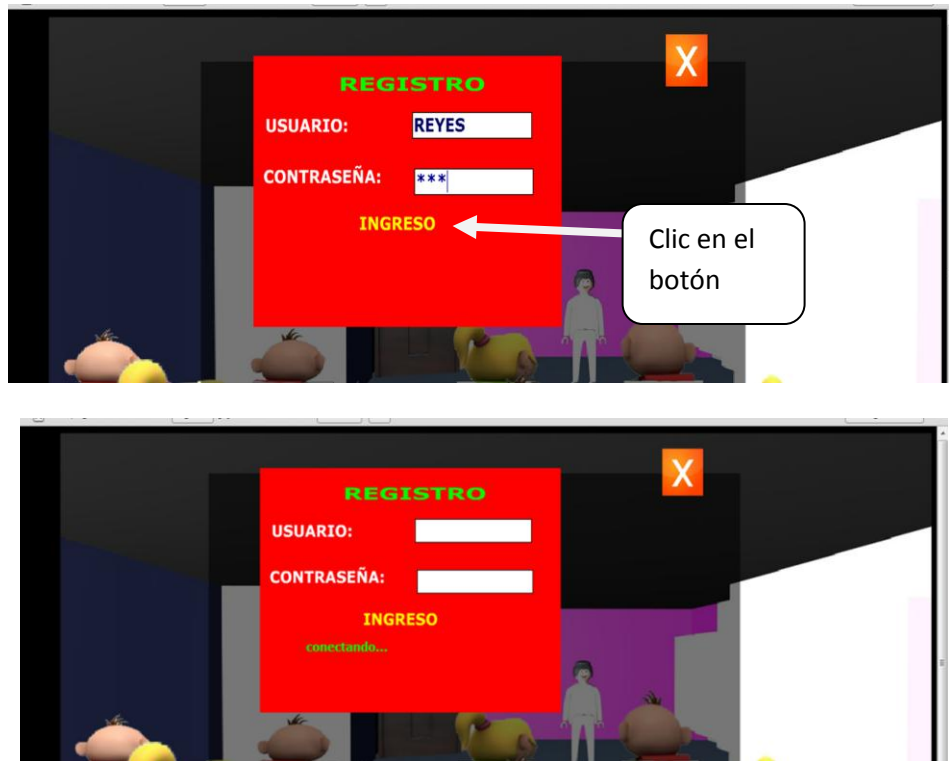 X
REGISTRO
USUARIO: REYES
CONTRASEÑA: ***
INGRESO
Clic en el
botón
X
REGISTRO
USUARIO:
CONTRASEÑA:
INGRESO
conectando...